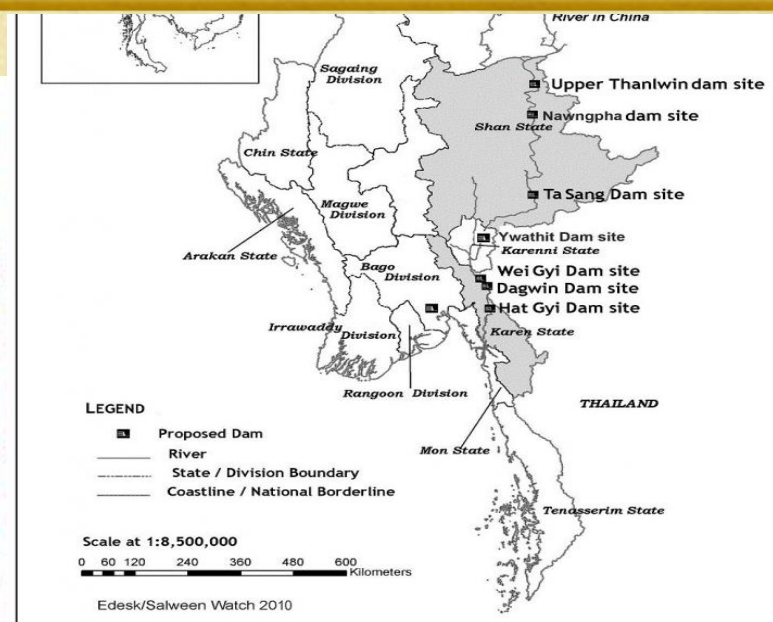 River in China
Sagaing
Division
Upper Thanlwin dam site
Nawngpha dam site
Shan State
Chin State
Ta Sang Dam site
Magwe
Division
Ywathit Dam site
Karenni State
Arakan State
Bago
Division
Wei Gyi Dam site
Dagwin Dam site
Hat Gyi Dam site
Irrawaddy
Division
Karen State
Rangoon Division
THAILAND
LEGEND
Proposed Dam
River
State / Division Boundary
Coastline / National Borderline
Mon State
Tenasserim State
Scale at 1:8,500,000
0 60 120 240 360 480 600
Kilometers
Edesk/Salween Watch 2010